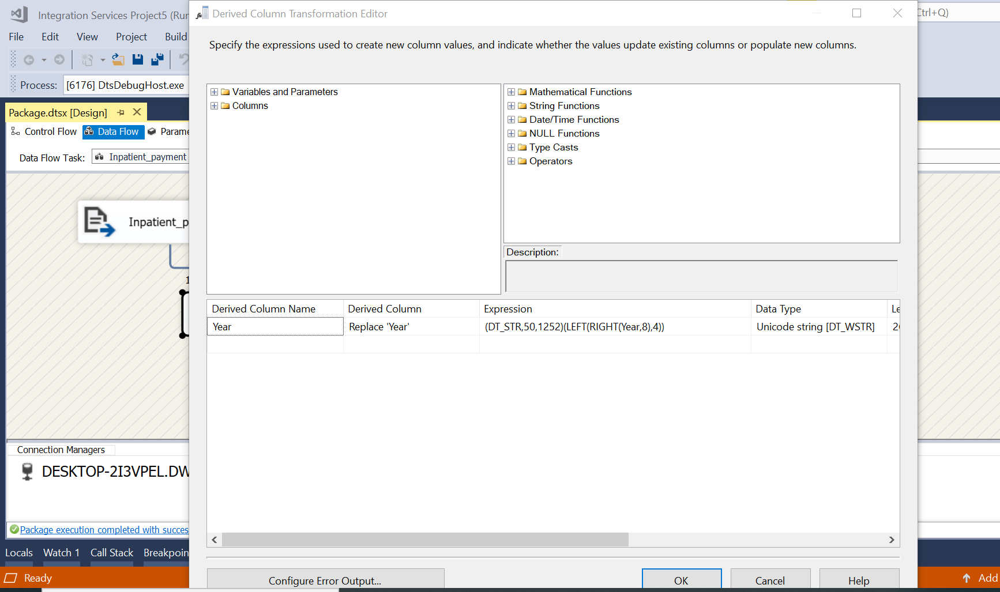 Integration Services Project5 (Run
Derived Column Transformation Editor
Ctrl+Q)
File Edit View Project Build
Specify the expressions used to create new column values, and indicate whether the values update existing columns or populate new columns.
Process: [6176] DtsDebugHost.exe
Variables and Parameters
Columns
Mathematical Functions
String Functions
Date/Time Functions
NULL Functions
Type Casts
Operators
Package.dtsx [Design]
Control Flow Data Flow Parame
Data Flow Task: Inpatient_payment
Inpatient_p
1
Description:
Derived Column Name Derived Column Expression Data Type Le
Year Replace 'Year' (DT_STR,50,1252)(LEFT(RIGHT(Year,8),4)) Unicode string [DT_WSTR] 20
Connection Managers
DESKTOP-2I3VPEL.DW
Package execution completed with succes
Locals Watch 1 Call Stack Breakpoin
Configure Error Output... OK Cancel Help
Ready
Add